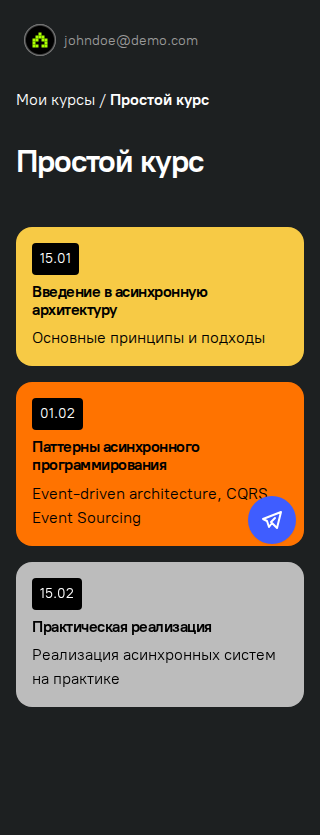 johndoe@demo.com
Мои курсы / Простой курс
Простой курс
15.01
Введение в асинхронную
архитектуру
Основные принципы и подходы
01.02
Паттерны асинхронного
программирования
Event-driven architecture, CQRS
Event Sourcing
15.02
Практическая реализация
Реализация асинхронных систем
на практике